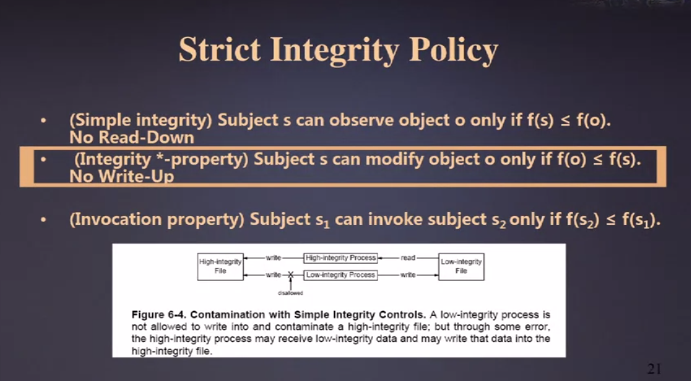 Strict Integrity Policy
• (Simple integrity) Subject s can observe object o only if f(s) ≤ f(o).
No Read-Down
• (Integrity *-property) Subject s can modify object o only if f(o) ≤ f(s).
No Write-Up
• (Invocation property) Subject s₁ can invoke subject s₂ only if f(s₂) ≤ f(s₁).
High-integrity File
write
High-integrity Process
read
Low-integrity File
write
X
Low-integrity Process
write
disallowed
Figure 6-4. Contamination with Simple Integrity Controls. A low-integrity process is
not allowed to write into and contaminate a high-integrity file; but through some error,
the high-integrity process may receive low-integrity data and may write that data into the
high-integrity file.
21